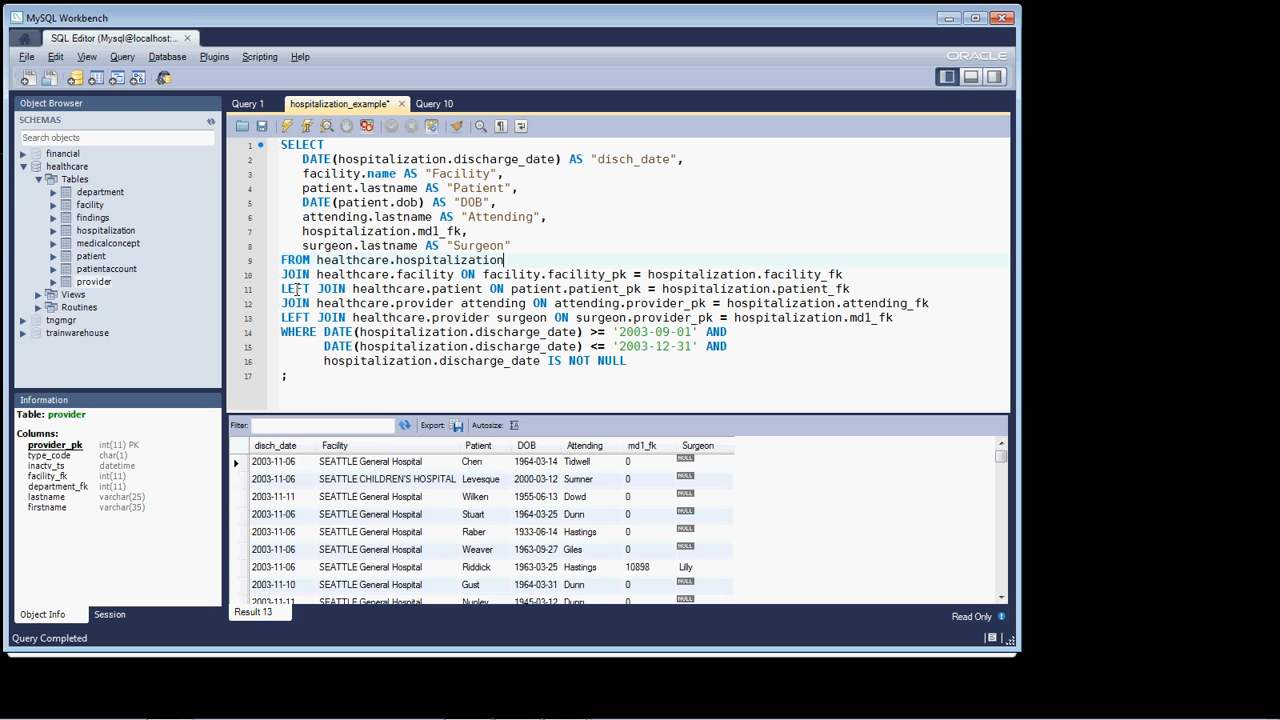 MySQL Workbench
SQL Editor (Mysql@localhost:...
File Edit View Query Database Plugins Scripting Help
ORACLE
Object Browser
SCHEMAS
Search objects
financial
healthcare
Tables
department
facility
findings
hospitalization
medicalconcept
patient
patientaccount
provider
Views
Routines
tngmgr
trainwarehouse
Information
Table: provider
Columns:
provider_pk int(11) PK
type_code char(1)
inactv_ts datetime
facility_fk int(11)
department_fk int(11)
lastname varchar(25)
firstname varchar(35)
Object Info Session
Query 1 hospitalization_example* Query 10
1 SELECT
2 DATE(hospitalization.discharge_date) AS "disch_date",
3 facility.name AS "Facility",
4 patient.lastname AS "Patient",
5 DATE(patient.dob) AS "DOB",
6 attending.lastname AS "Attending",
7 hospitalization.md1_fk,
8 surgeon.lastname AS "Surgeon"
9 FROM healthcare.hospitalization
10 JOIN healthcare.facility ON facility.facility_pk = hospitalization.facility_fk
11 LEFT JOIN healthcare.patient ON patient.patient_pk = hospitalization.patient_fk
12 JOIN healthcare.provider attending ON attending.provider_pk = hospitalization.attending_fk
13 LEFT JOIN healthcare.provider surgeon ON surgeon.provider_pk = hospitalization.md1_fk
14 WHERE DATE(hospitalization.discharge_date) >= '2003-09-01' AND
15 DATE(hospitalization.discharge_date) <= '2003-12-31' AND
16 hospitalization.discharge_date IS NOT NULL
17 ;
Filter: Export: Autosize:
disch_date Facility Patient DOB Attending md1_fk Surgeon
2003-11-06 SEATTLE General Hospital Chen 1964-03-14 Tidwell 0 NULL
2003-11-06 SEATTLE CHILDREN'S HOSPITAL Levesque 2000-03-12 Sumner 0 NULL
2003-11-11 SEATTLE General Hospital Wilken 1955-06-13 Dowd 0 NULL
2003-11-06 SEATTLE General Hospital Stuart 1964-03-25 Dunn 0 NULL
2003-11-06 SEATTLE General Hospital Raber 1933-06-14 Hastings 0 NULL
2003-11-06 SEATTLE General Hospital Weaver 1963-09-27 Giles 0 NULL
2003-11-06 SEATTLE General Hospital Riddick 1963-03-25 Hastings 10898 Lilly
2003-11-10 SEATTLE General Hospital Gust 1964-03-31 Dunn 0 NULL
2003-11-11 SEATTLE General Hospital 1945-03-12 Dunn 0 NULL
Result 13
Read Only
Query Completed